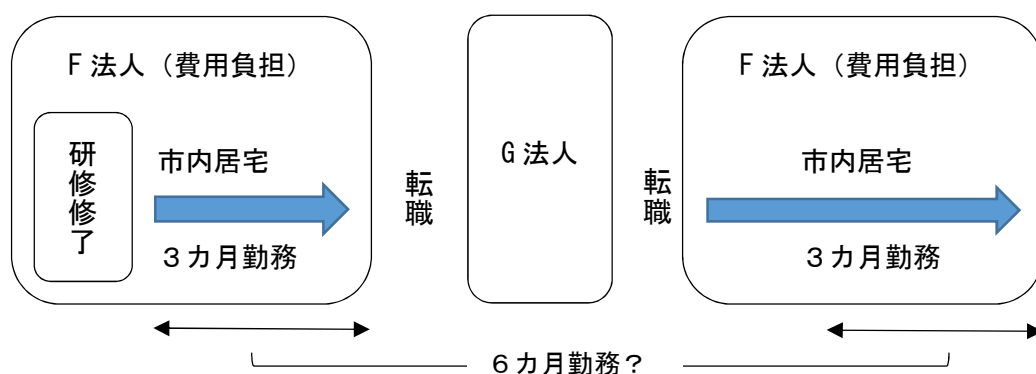 F法人（費用負担）
研修修了
市内居宅
３カ月勤務
転職
G法人
転職
F法人（費用負担）
市内居宅
３カ月勤務
６カ月勤務？